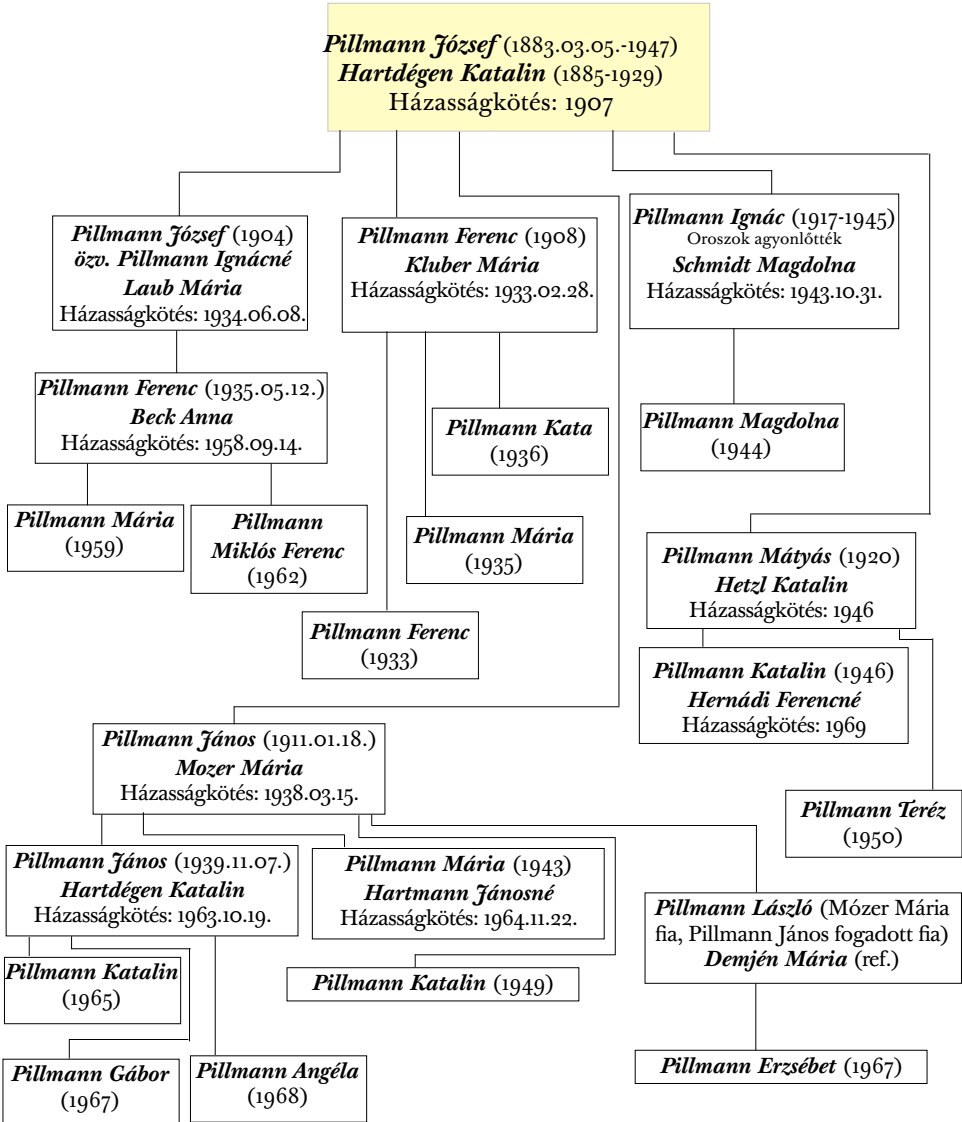 Pillmann József (1883.03.05.-1947)
Hartdégen Katalin (1885-1929)
Házasságkötés: 1907
Pillmann József (1904)
özv. Pillmann Ignácné
Laub Mária
Házasságkötés: 1934.06.08.
Pillmann Ferenc (1908)
Kluber Mária
Házasságkötés: 1933.02.28.
Pillmann Ignác (1917-1945)
Oroszok agyonlőtték
Schmidt Magdolna
Házasságkötés: 1943.10.31.
Pillmann Ferenc (1935.05.12.)
Beck Anna
Házasságkötés: 1958.09.14.
Pillmann Kata
(1936)
Pillmann Magdolna
(1944)
Pillmann Mária
(1959)
Pillmann
Miklós Ferenc
(1962)
Pillmann Mária
(1935)
Pillmann Mátyás (1920)
Hetzl Katalin
Házasságkötés: 1946
Pillmann Ferenc
(1933)
Pillmann Katalin (1946)
Hernádi Ferencné
Házasságkötés: 1969
Pillmann János (1911.01.18.)
Mozer Mária
Házasságkötés: 1938.03.15.
Pillmann Teréz
(1950)
Pillmann János (1939.11.07.)
Hartdégen Katalin
Házasságkötés: 1963.10.19.
Pillmann Mária (1943)
Hartmann Jánosné
Házasságkötés: 1964.11.22.
Pillmann László (Mózer Mária
fia, Pillmann János fogadott fia)
Demjén Mária (ref.)
Pillmann Katalin
(1965)
Pillmann Katalin (1949)
Pillmann Gábor
(1967)
Pillmann Angéla
(1968)
Pillmann Erzsébet (1967)